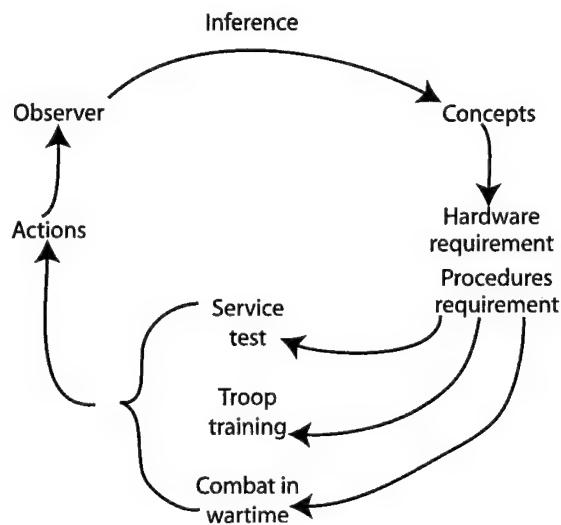 Inference
Observer
Concepts
Actions
Hardware
requirement
Procedures
requirement
Service
test
Troop
training
Combat in
wartime